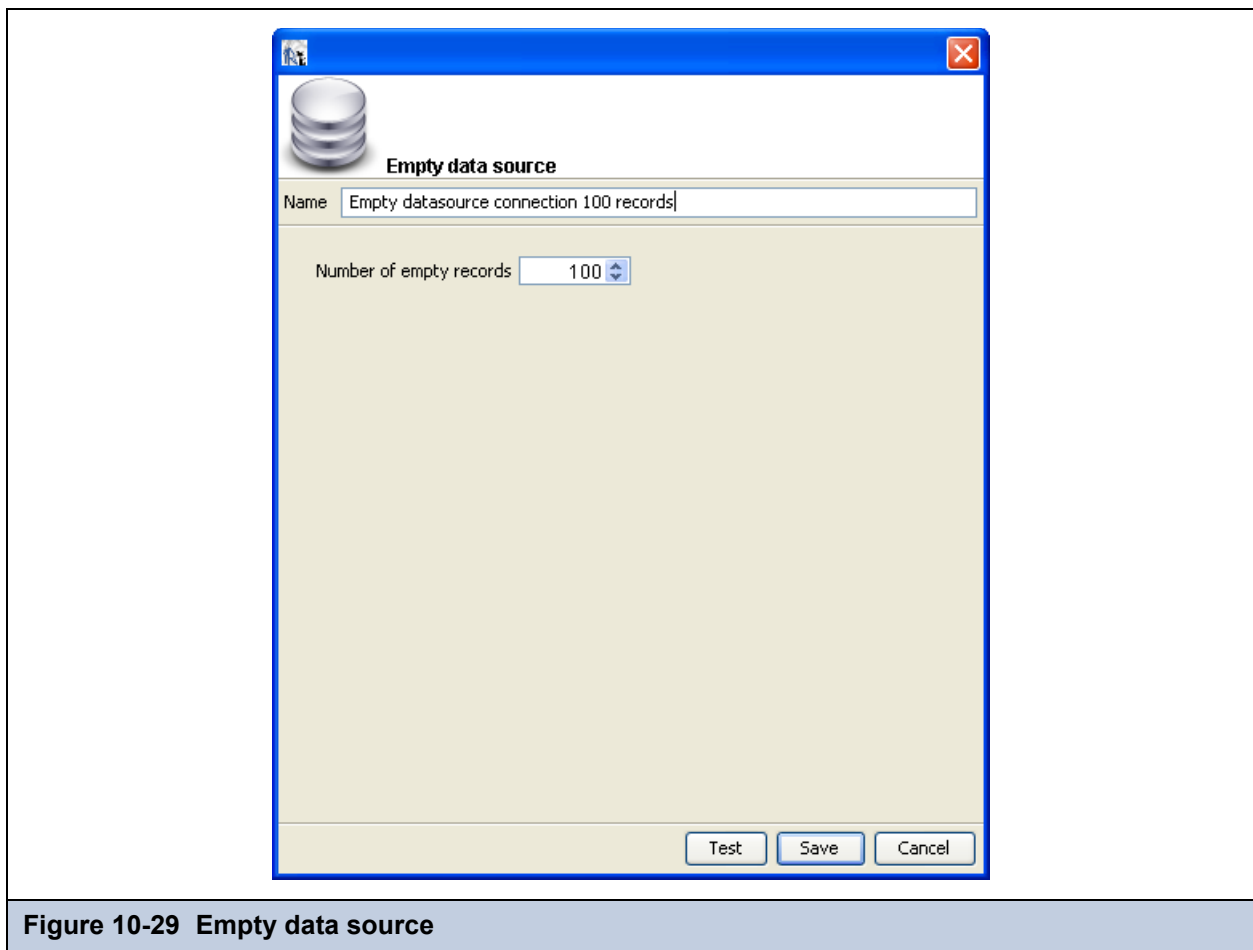 Empty data source
Name Empty datasource connection 100 records
Number of empty records 100
Test Save Cancel
Figure 10-29 Empty data source